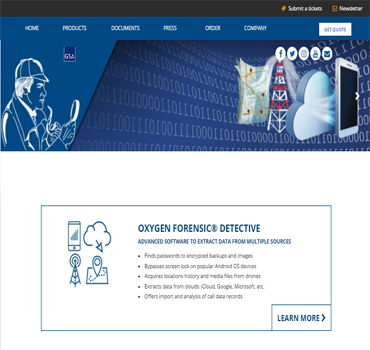 Submit a tickets Newsletter
HOME PRODUCTS DOCUMENTS PRESS ORDER COMPANY GET QUOTE
GSA
OXYGEN FORENSIC® DETECTIVE
ADVANCED SOFTWARE TO EXTRACT DATA FROM MULTIPLE SOURCES
• Finds passwords to encrypted backups and images
• Bypasses screen lock on popular Android OS devices
• Acquires locations history and media files from drones
• Extracts data from clouds: iCloud, Google, Microsoft, etc.
• Offers import and analysis of call data records
LEARN MORE